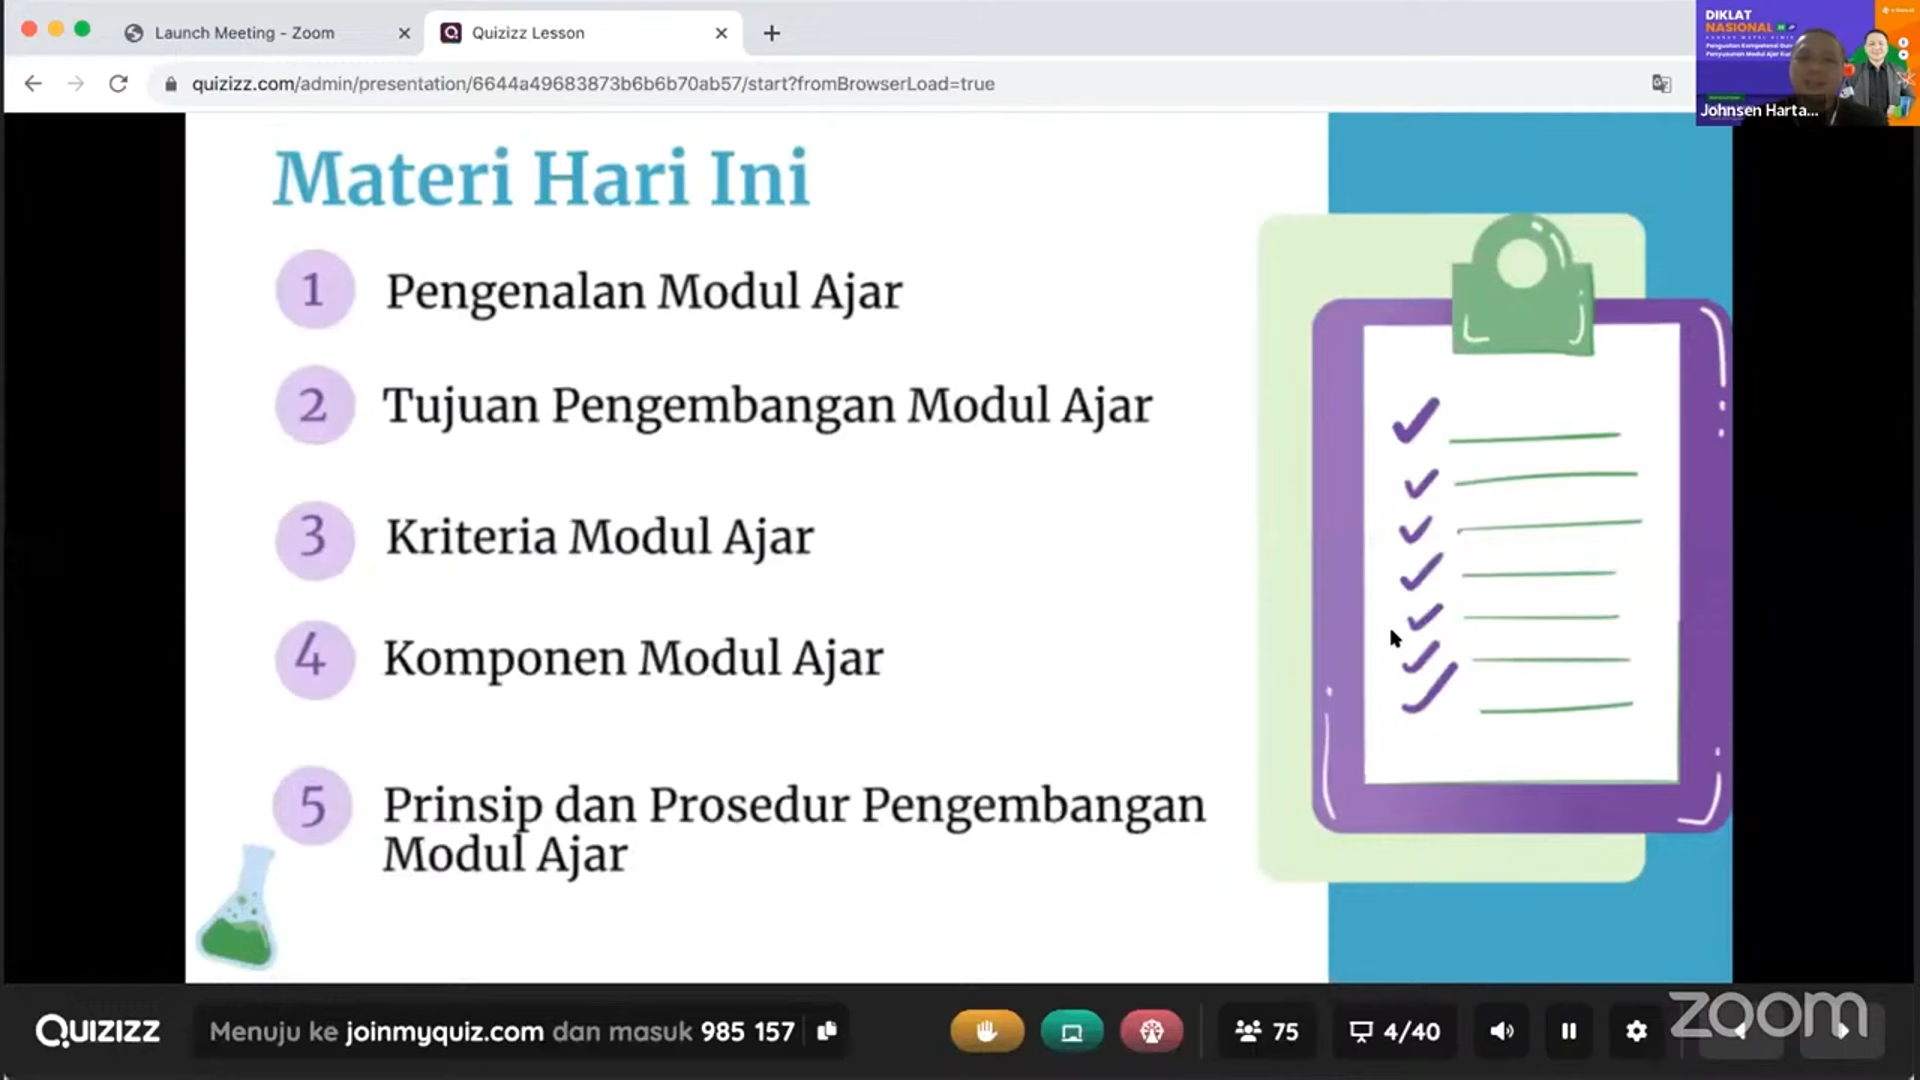 Launch Meeting - Zoom
Quizizz Lesson
quizizz.com/admin/presentation/6644a49683873b6b6b70ab57/start?fromBrowserLoad=true
DIKLAT
NASIONAL
Johnsen Harta...
Materi Hari Ini
1 Pengenalan Modul Ajar
2 Tujuan Pengembangan Modul Ajar
3 Kriteria Modul Ajar
4 Komponen Modul Ajar
5 Prinsip dan Prosedur Pengembangan
Modul Ajar
QUIZIZZ Menuju ke joinmyquiz.com dan masuk 985 157
75
4/40
zoom